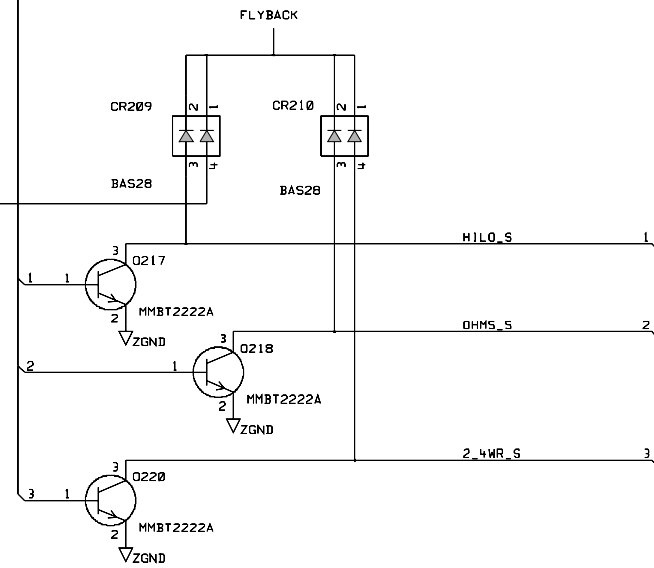 FLYBACK
CR209 2 1 CR210 2 1
3 4 3 4
BAS28 BAS28
HILO_S 1
3 Q217
1 1
MMBT2222A
2
ZGND
OHMS_S 2
3 Q218
2 1
MMBT2222A
2
ZGND
2_4WR_S 3
3 Q220
3 1
MMBT2222A
2
ZGND